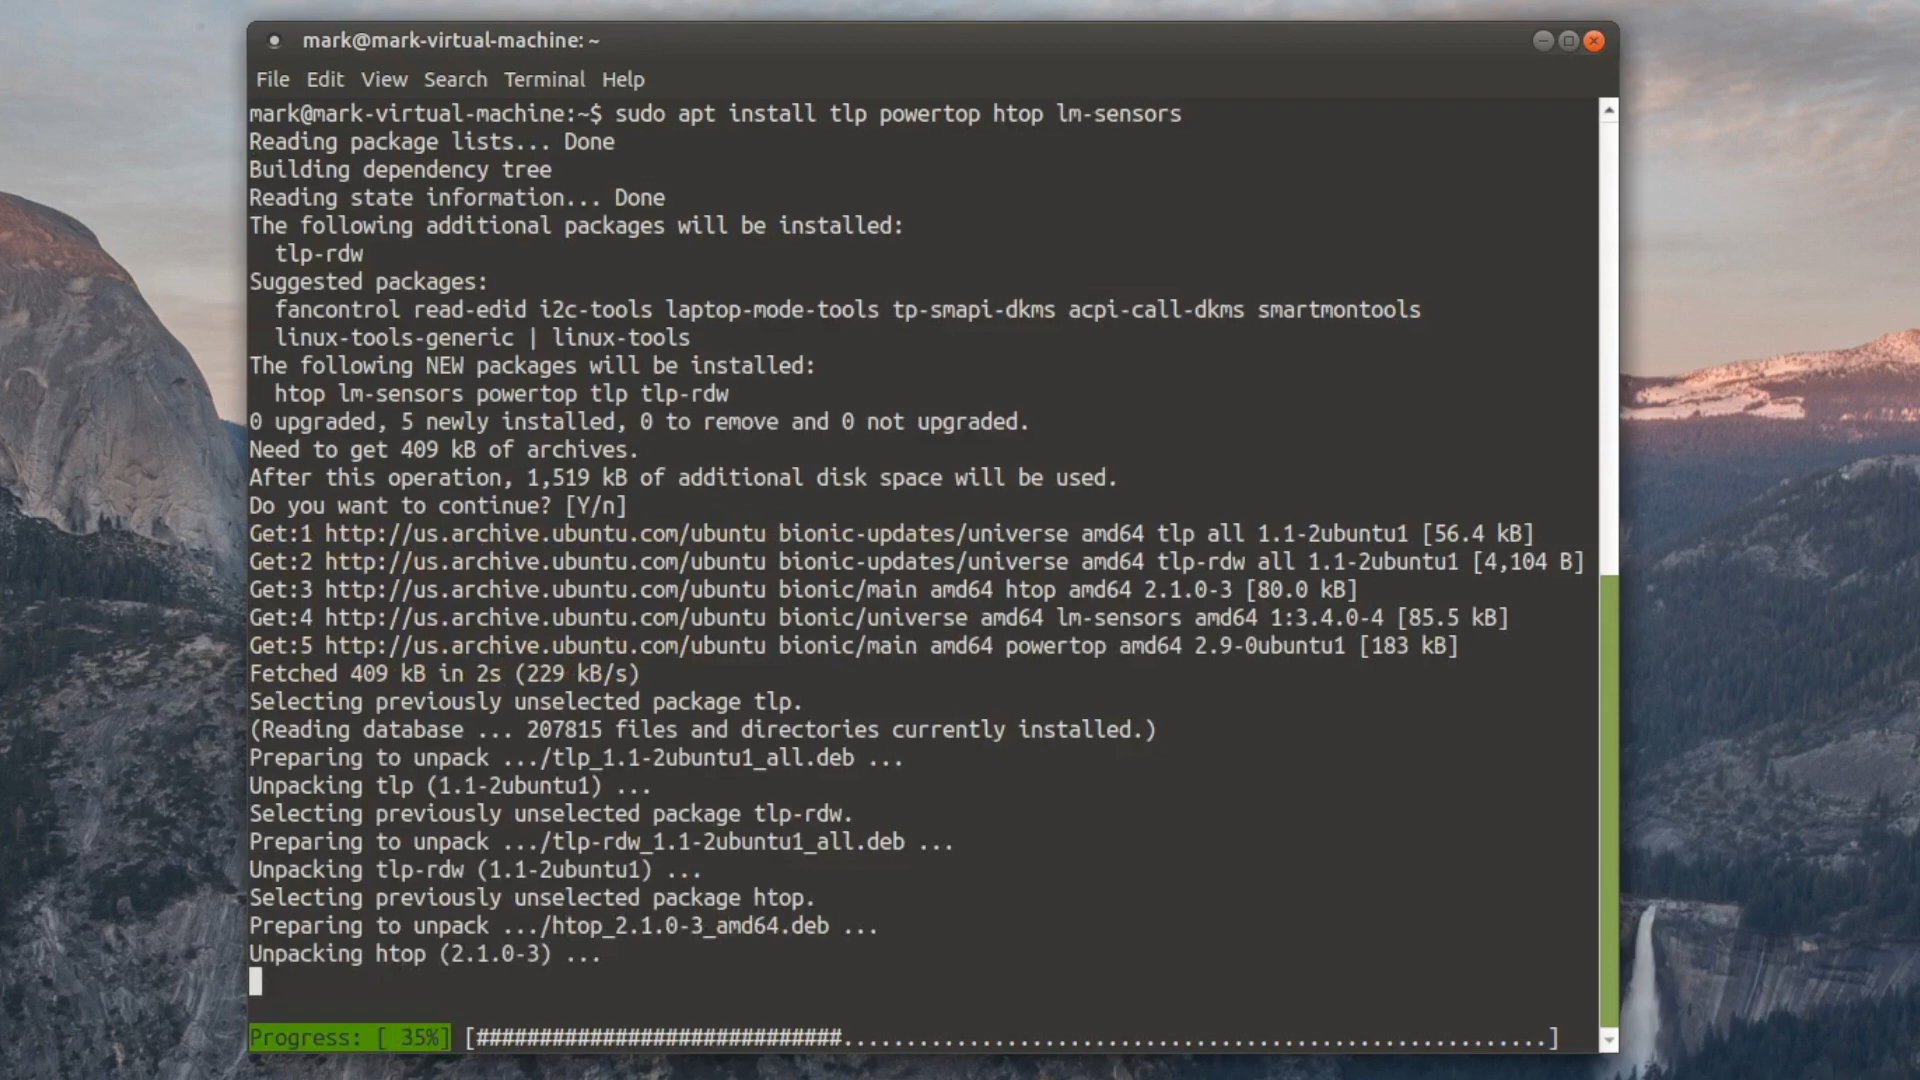 mark@mark-virtual-machine: ~
File Edit View Search Terminal Help
mark@mark-virtual-machine:~$ sudo apt install tlp powertop htop lm-sensors
Reading package lists... Done
Building dependency tree
Reading state information... Done
The following additional packages will be installed:
  tlp-rdw
Suggested packages:
  fancontrol read-edid i2c-tools laptop-mode-tools tp-smapi-dkms acpi-call-dkms smartmontools
  linux-tools-generic | linux-tools
The following NEW packages will be installed:
  htop lm-sensors powertop tlp tlp-rdw
0 upgraded, 5 newly installed, 0 to remove and 0 not upgraded.
Need to get 409 kB of archives.
After this operation, 1,519 kB of additional disk space will be used.
Do you want to continue? [Y/n]
Get:1 http://us.archive.ubuntu.com/ubuntu bionic-updates/universe amd64 tlp all 1.1-2ubuntu1 [56.4 kB]
Get:2 http://us.archive.ubuntu.com/ubuntu bionic-updates/universe amd64 tlp-rdw all 1.1-2ubuntu1 [4,104 B]
Get:3 http://us.archive.ubuntu.com/ubuntu bionic/main amd64 htop amd64 2.1.0-3 [80.0 kB]
Get:4 http://us.archive.ubuntu.com/ubuntu bionic/universe amd64 lm-sensors amd64 1:3.4.0-4 [85.5 kB]
Get:5 http://us.archive.ubuntu.com/ubuntu bionic/main amd64 powertop amd64 2.9-0ubuntu1 [183 kB]
Fetched 409 kB in 2s (229 kB/s)
Selecting previously unselected package tlp.
(Reading database ... 207815 files and directories currently installed.)
Preparing to unpack .../tlp_1.1-2ubuntu1_all.deb ...
Unpacking tlp (1.1-2ubuntu1) ...
Selecting previously unselected package tlp-rdw.
Preparing to unpack .../tlp-rdw_1.1-2ubuntu1_all.deb ...
Unpacking tlp-rdw (1.1-2ubuntu1) ...
Selecting previously unselected package htop.
Preparing to unpack .../htop_2.1.0-3_amd64.deb ...
Unpacking htop (2.1.0-3) ...
Progress: [ 35%] [#############################........................................................]